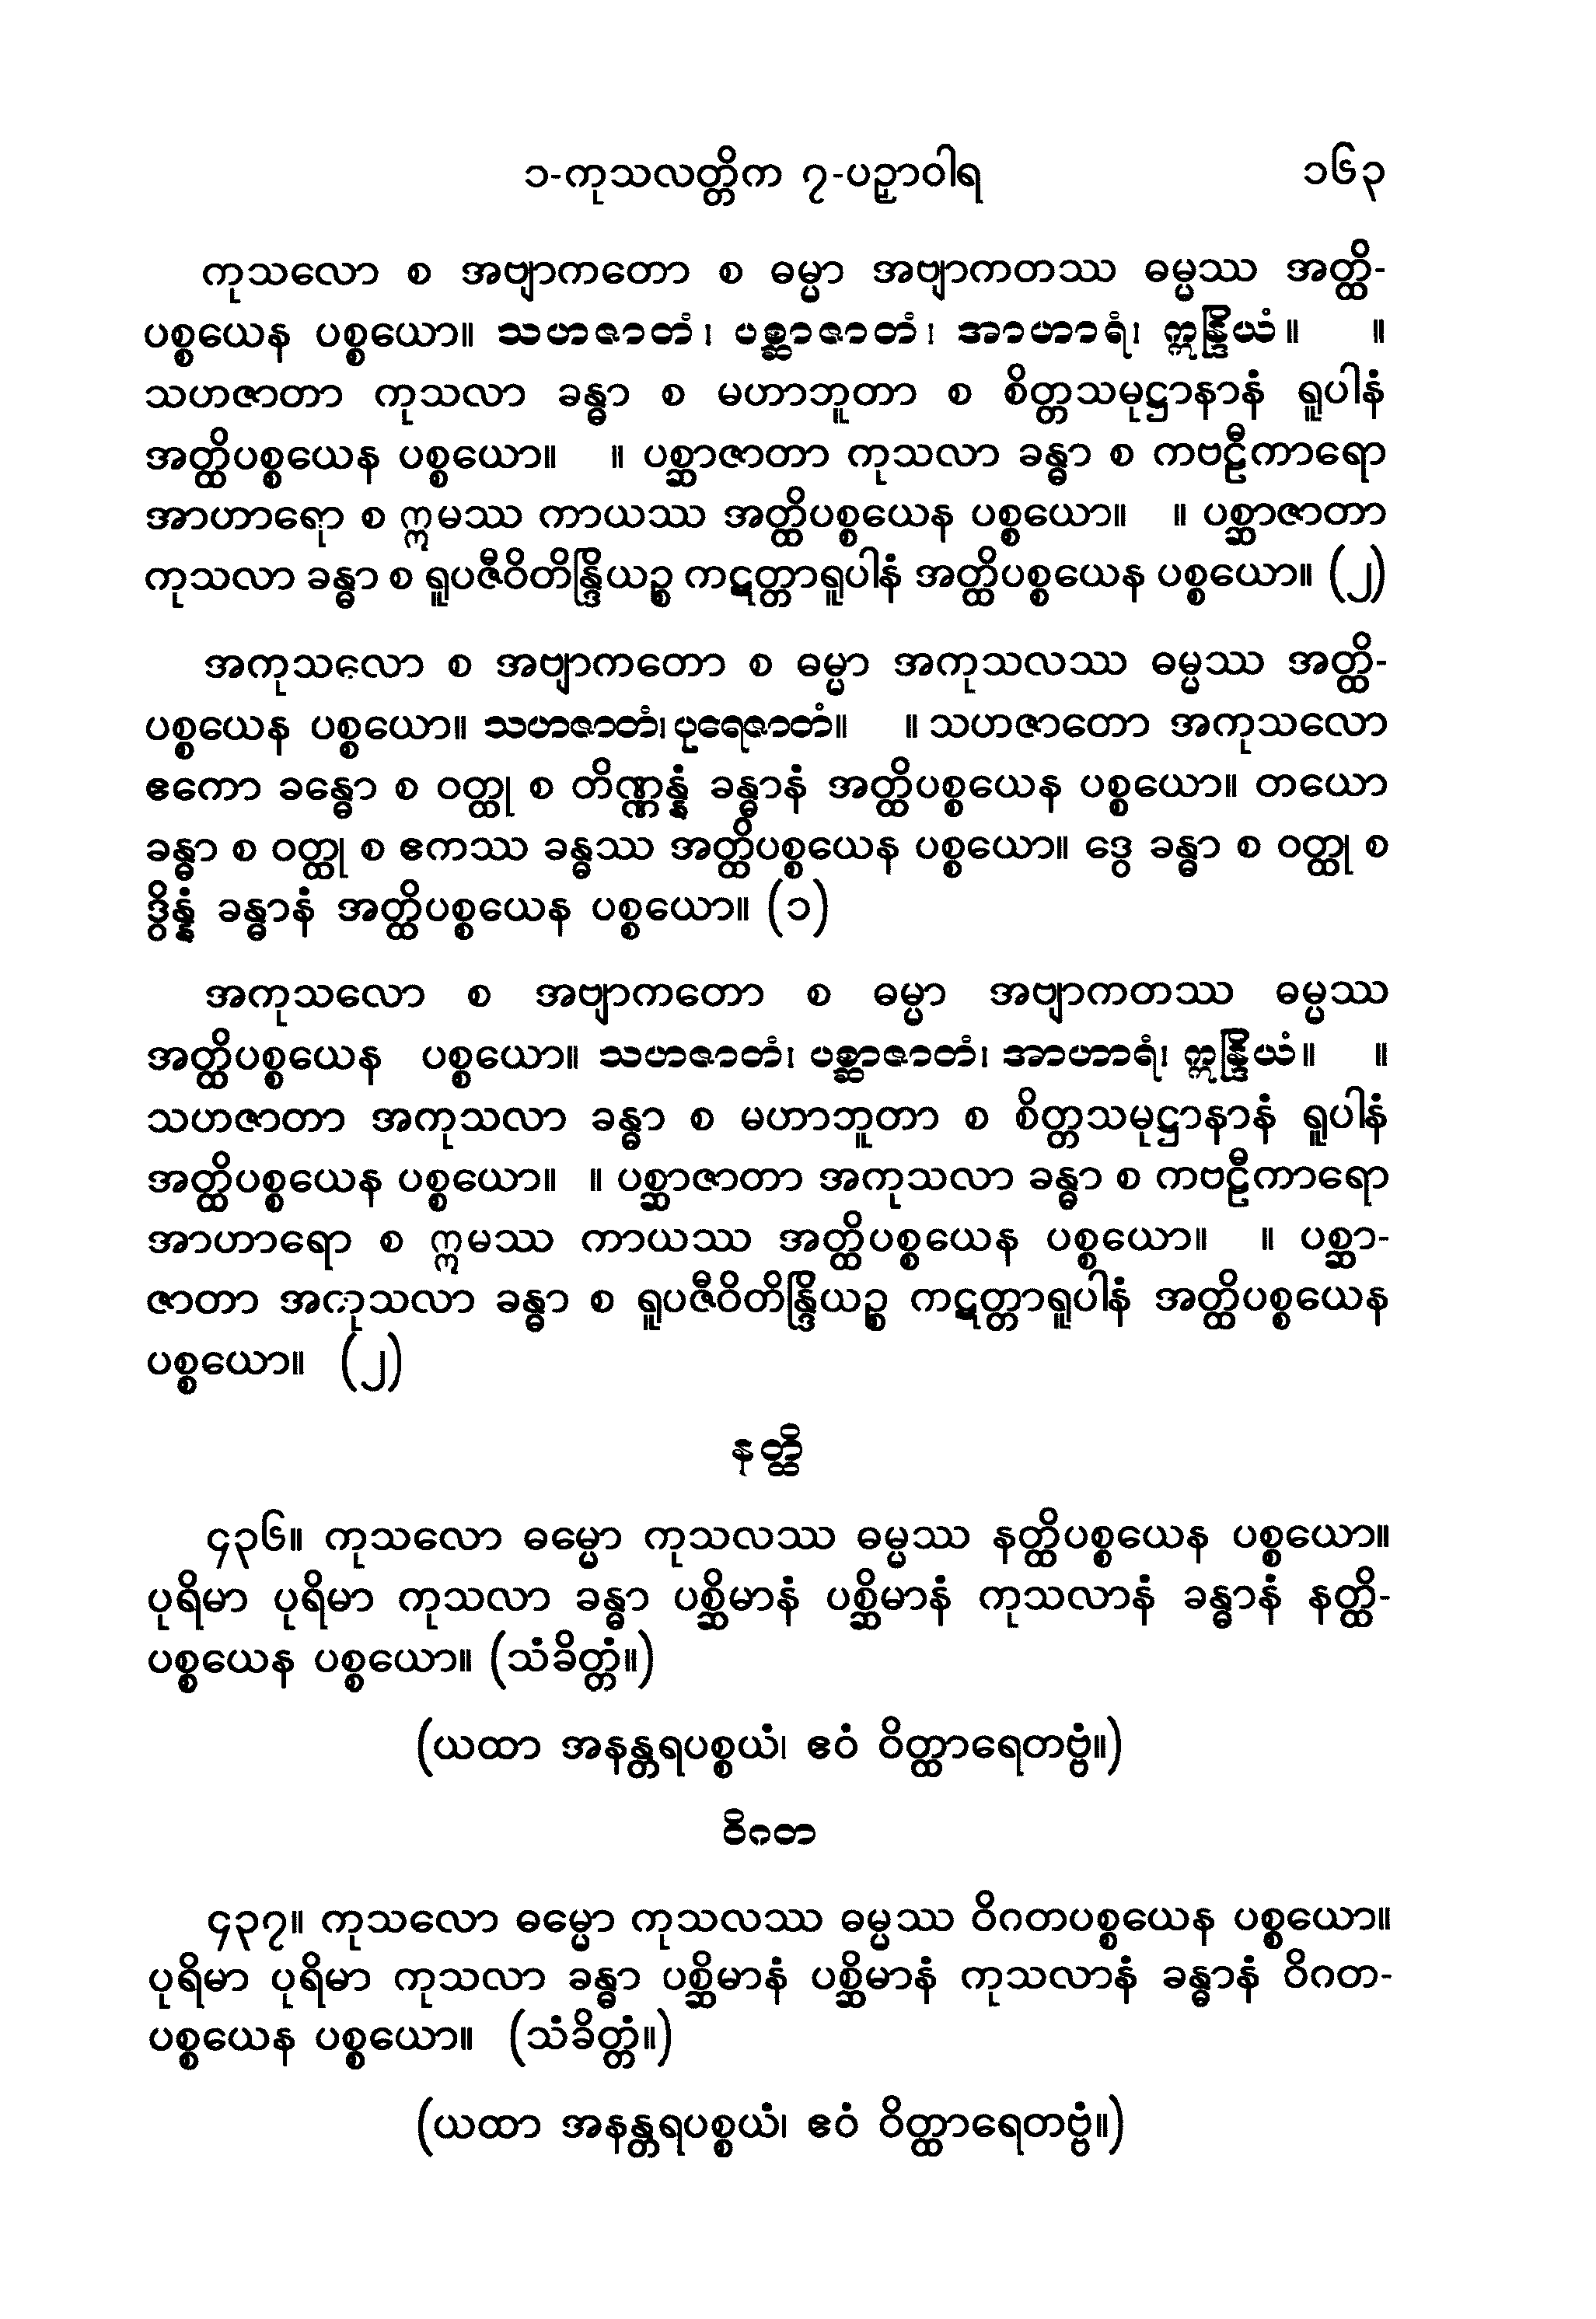 ၁-ကုသလတ္တိက ၇-ပဉှာဝါရ ၁၆၃
ကုသလော စ အဗျာကတော စ ဓမ္မာ အဗျာကတဿ ဓမ္မဿ အတ္ထိ-
ပစ္စယေန ပစ္စယော။ သဟဇာတံ၊ ပစ္ဆာဇာတံ၊ အာဟာရံ၊ ဣန္ဒြိယံ။ ။
သဟဇာတာ ကုသလာ ခန္ဓာ စ မဟာဘူတာ စ စိတ္တသမုဋ္ဌာနာနံ ရူပါနံ
အတ္ထိပစ္စယေန ပစ္စယော။ ။ ပစ္ဆာဇာတာ ကုသလာ ခန္ဓာ စ ကဗဠီကာရော
အာဟာရော စ ဣမဿ ကာယဿ အတ္ထိပစ္စယေန ပစ္စယော။ ။ ပစ္ဆာဇာတာ
ကုသလာ ခန္ဓာ စ ရူပဇီဝိတိန္ဒြိယဉ္စ ကဋတ္တာရူပါနံ အတ္ထိပစ္စယေန ပစ္စယော။ (၂)
အကုသလော စ အဗျာကတော စ ဓမ္မာ အကုသလဿ ဓမ္မဿ အတ္ထိ-
ပစ္စယေန ပစ္စယော။ သဟဇာတံ၊ ပုရေဇာတံ။ ။ သဟဇာတော အကုသလော
ဧကော ခန္ဓော စ ဝတ္ထု စ တိဏ္ဏန္နံ ခန္ဓာနံ အတ္ထိပစ္စယေန ပစ္စယော။ တယော
ခန္ဓာ စ ဝတ္ထု စ ဧကဿ ခန္ဓဿ အတ္ထိပစ္စယေန ပစ္စယော။ ဒွေ ခန္ဓာ စ ဝတ္ထု စ
ဒွိန္နံ ခန္ဓာနံ အတ္ထိပစ္စယေန ပစ္စယော။ (၁)
အကုသလော စ အဗျာကတော စ ဓမ္မာ အဗျာကတဿ ဓမ္မဿ
အတ္ထိပစ္စယေန ပစ္စယော။ သဟဇာတံ၊ ပစ္ဆာဇာတံ၊ အာဟာရံ၊ ဣန္ဒြိယံ။ ။
သဟဇာတာ အကုသလာ ခန္ဓာ စ မဟာဘူတာ စ စိတ္တသမုဋ္ဌာနာနံ ရူပါနံ
အတ္ထိပစ္စယေန ပစ္စယော။ ။ ပစ္ဆာဇာတာ အကုသလာ ခန္ဓာ စ ကဗဠီကာရော
အာဟာရော စ ဣမဿ ကာယဿ အတ္ထိပစ္စယေန ပစ္စယော။ ။ ပစ္ဆာ-
ဇာတာ အကုသလာ ခန္ဓာ စ ရူပဇီဝိတိန္ဒြိယဉ္စ ကဋတ္တာရူပါနံ အတ္ထိပစ္စယေန
ပစ္စယော။ (၂)
နတ္ထိ
၄၃၆။ ကုသလော ဓမ္မော ကုသလဿ ဓမ္မဿ နတ္ထိပစ္စယေန ပစ္စယော။
ပုရိမာ ပုရိမာ ကုသလာ ခန္ဓာ ပစ္ဆိမာနံ ပစ္ဆိမာနံ ကုသလာနံ ခန္ဓာနံ နတ္ထိ-
ပစ္စယေန ပစ္စယော။ (သံခိတ္တံ။)
(ယထာ အနန္တရပစ္စယံ၊ ဧဝံ ဝိတ္ထာရေတဗ္ဗံ။)
ဝိဂတ
၄၃၇။ ကုသလော ဓမ္မော ကုသလဿ ဓမ္မဿ ဝိဂတပစ္စယေန ပစ္စယော။
ပုရိမာ ပုရိမာ ကုသလာ ခန္ဓာ ပစ္ဆိမာနံ ပစ္ဆိမာနံ ကုသလာနံ ခန္ဓာနံ ဝိဂတ-
ပစ္စယေန ပစ္စယော။ (သံခိတ္တံ။)
(ယထာ အနန္တရပစ္စယံ၊ ဧဝံ ဝိတ္ထာရေတဗ္ဗံ။)